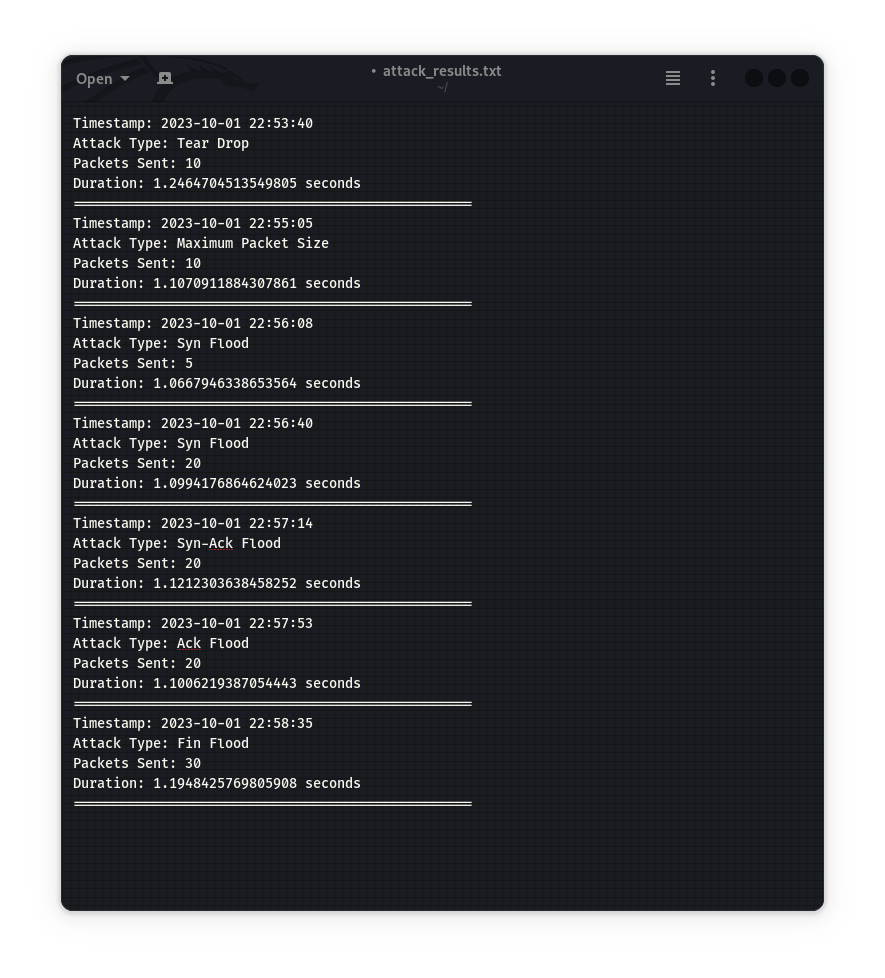 Open
• attack_results.txt
~/
Timestamp: 2023-10-01 22:53:40
Attack Type: Tear Drop
Packets Sent: 10
Duration: 1.2464704513549805 seconds
==================================================
Timestamp: 2023-10-01 22:55:05
Attack Type: Maximum Packet Size
Packets Sent: 10
Duration: 1.1070911884307861 seconds
==================================================
Timestamp: 2023-10-01 22:56:08
Attack Type: Syn Flood
Packets Sent: 5
Duration: 1.0667946338653564 seconds
==================================================
Timestamp: 2023-10-01 22:56:40
Attack Type: Syn Flood
Packets Sent: 20
Duration: 1.0994176864624023 seconds
==================================================
Timestamp: 2023-10-01 22:57:14
Attack Type: Syn-Ack Flood
Packets Sent: 20
Duration: 1.1212303638458252 seconds
==================================================
Timestamp: 2023-10-01 22:57:53
Attack Type: Ack Flood
Packets Sent: 20
Duration: 1.1006219387054443 seconds
==================================================
Timestamp: 2023-10-01 22:58:35
Attack Type: Fin Flood
Packets Sent: 30
Duration: 1.1948425769805908 seconds
==================================================